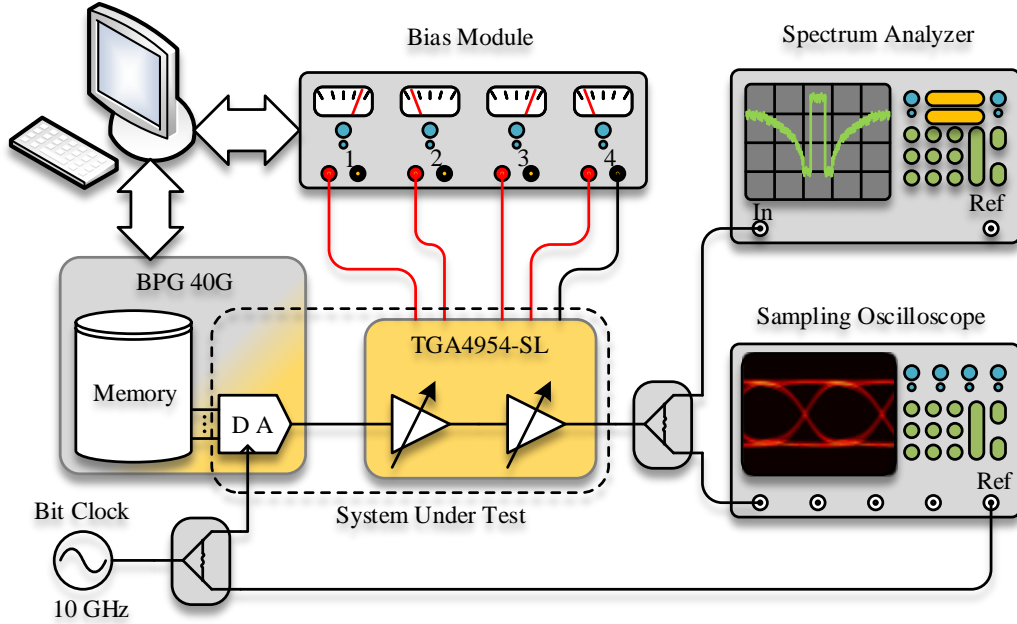 Bias Module
Spectrum Analyzer
1
2
3
4
In
Ref
BPG 40G
Memory
D A
TGA4954-SL
Sampling Oscilloscope
Ref
System Under Test
Bit Clock
10 GHz